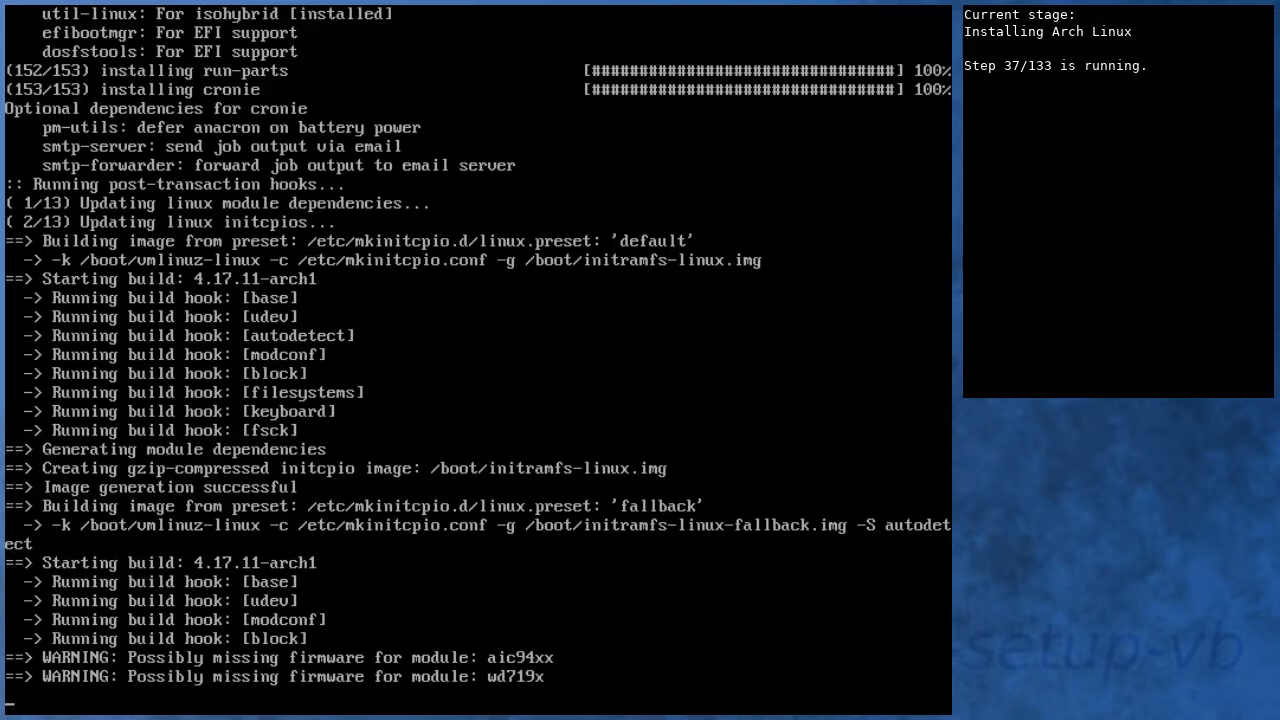 util-linux: For isohybrid [installed]
efibootmgr: For EFI support
dosfstools: For EFI support
(152/153) installing run-parts [################################] 100%
(153/153) installing cronie [################################] 100%
Optional dependencies for cronie
pm-utils: defer anacron on battery power
smtp-server: send job output via email
smtp-forwarder: forward job output to email server
:: Running post-transaction hooks...
( 1/13) Updating linux module dependencies...
( 2/13) Updating linux initcpios...
==> Building image from preset: /etc/mkinitcpio.d/linux.preset: 'default'
-> -k /boot/vmlinuz-linux -c /etc/mkinitcpio.conf -g /boot/initramfs-linux.img
==> Starting build: 4.17.11-arch1
-> Running build hook: [base]
-> Running build hook: [udev]
-> Running build hook: [autodetect]
-> Running build hook: [modconf]
-> Running build hook: [block]
-> Running build hook: [filesystems]
-> Running build hook: [keyboard]
-> Running build hook: [fsck]
==> Generating module dependencies
==> Creating gzip-compressed initcpio image: /boot/initramfs-linux.img
==> Image generation successful
==> Building image from preset: /etc/mkinitcpio.d/linux.preset: 'fallback'
-> -k /boot/vmlinuz-linux -c /etc/mkinitcpio.conf -g /boot/initramfs-linux-fallback.img -S autodet
ect
==> Starting build: 4.17.11-arch1
-> Running build hook: [base]
-> Running build hook: [udev]
-> Running build hook: [modconf]
-> Running build hook: [block]
==> WARNING: Possibly missing firmware for module: aic94xx
==> WARNING: Possibly missing firmware for module: wd719x
_
Current stage:
Installing Arch Linux
Step 37/133 is running.
setup-vb